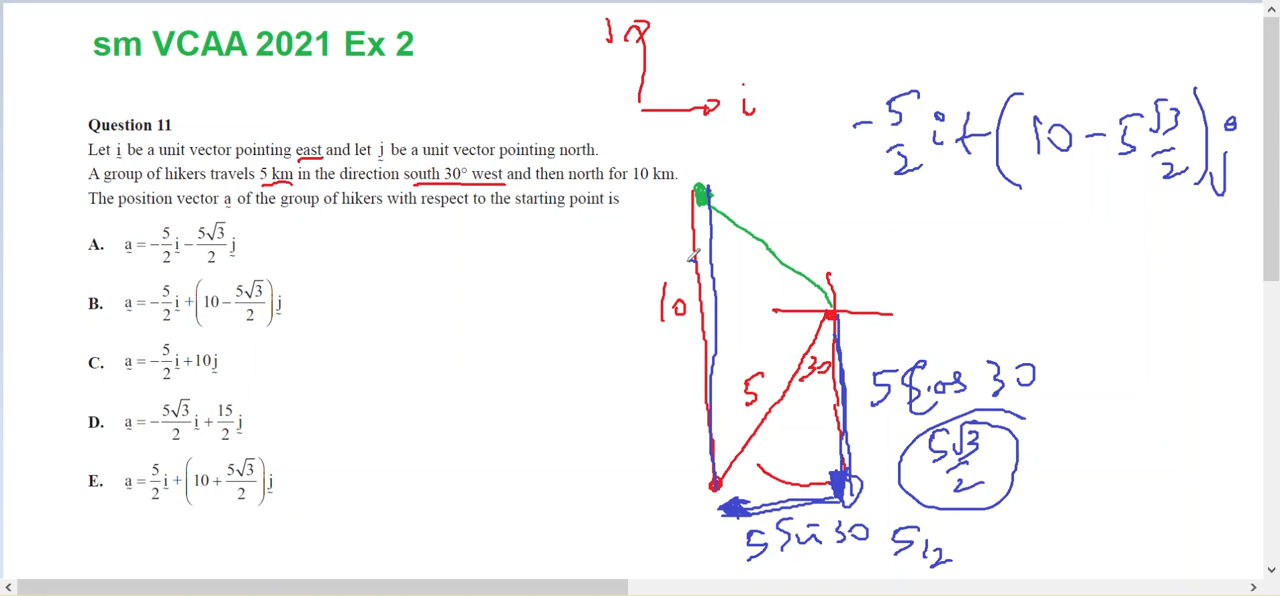 sm VCAA 2021 Ex 2
Question 11
Let i be a unit vector pointing east and let j be a unit vector pointing north.
A group of hikers travels 5 km in the direction south 30° west and then north for 10 km.
The position vector a of the group of hikers with respect to the starting point is
A. a = −5/2 i − 5√3/2 j
B. a = −5/2 i + (10 − 5√3/2) j
C. a = −5/2 i + 10 j
D. a = −5√3/2 i + 15/2 j
E. a = 5/2 i + (10 + 5√3/2) j
i
−5/2 i + (10 − 5√3/2) j
10
5
30
5 cos 30
5√3/2
5 sin 30
5/2